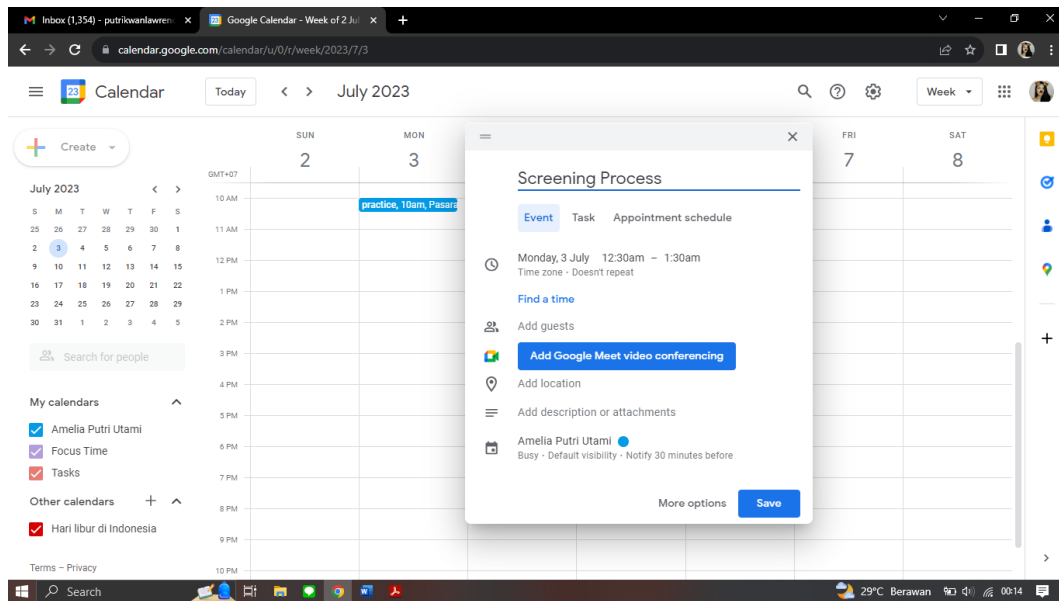 Inbox (1,354) - putrikwanlawren
Google Calendar - Week of 2 Jul
calendar.google.com/calendar/u/0/r/week/2023/7/3
23 Calendar
Today
July 2023
Week
Create
July 2023
S M T W T F S
25 26 27 28 29 30 1
2 3 4 5 6 7 8
9 10 11 12 13 14 15
16 17 18 19 20 21 22
23 24 25 26 27 28 29
30 31 1 2 3 4 5
Search for people
My calendars
Amelia Putri Utami
Focus Time
Tasks
Other calendars
Hari libur di Indonesia
Terms – Privacy
GMT+07
SUN
2
MON
3
FRI
7
SAT
8
10 AM
11 AM
12 PM
1 PM
2 PM
3 PM
4 PM
5 PM
6 PM
7 PM
8 PM
9 PM
10 PM
practice, 10am, Pasara
Screening Process
Event Task Appointment schedule
Monday, 3 July 12:30am – 1:30am
Time zone · Doesn't repeat
Find a time
Add guests
Add Google Meet video conferencing
Add location
Add description or attachments
Amelia Putri Utami
Busy · Default visibility · Notify 30 minutes before
More options
Save
Search
29°C Berawan
00:14